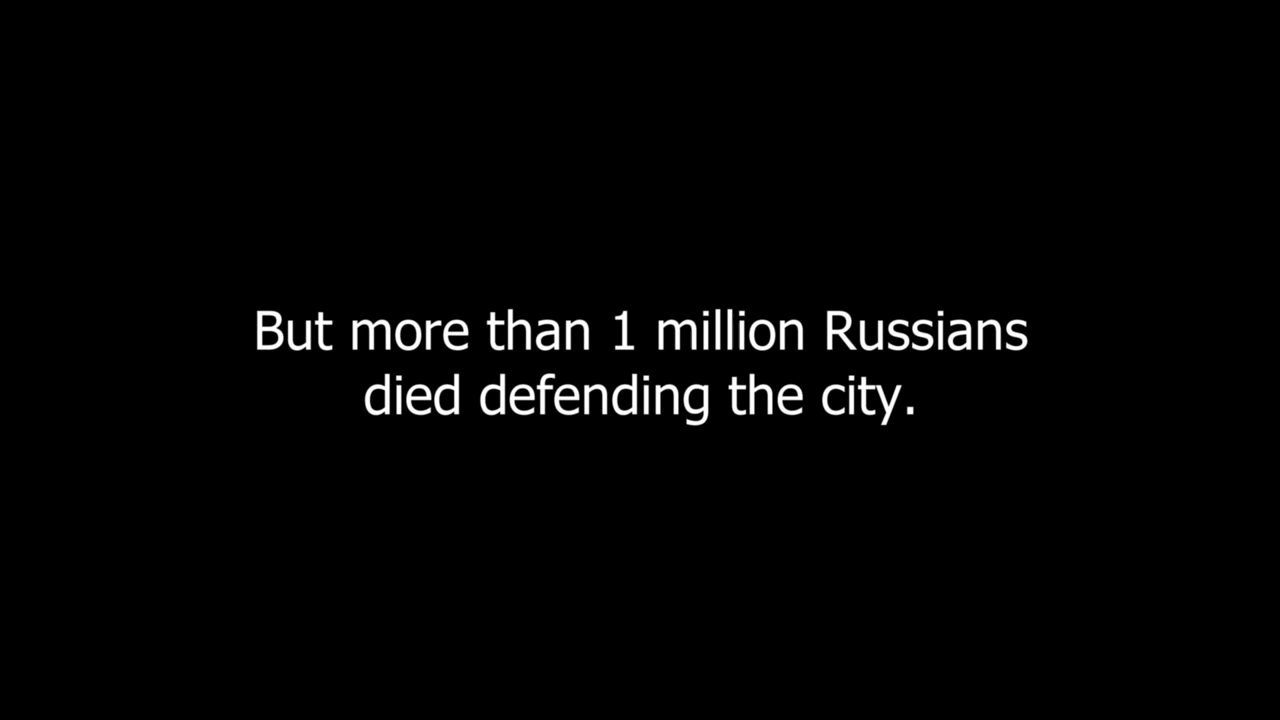 But more than 1 million Russians
died defending the city.